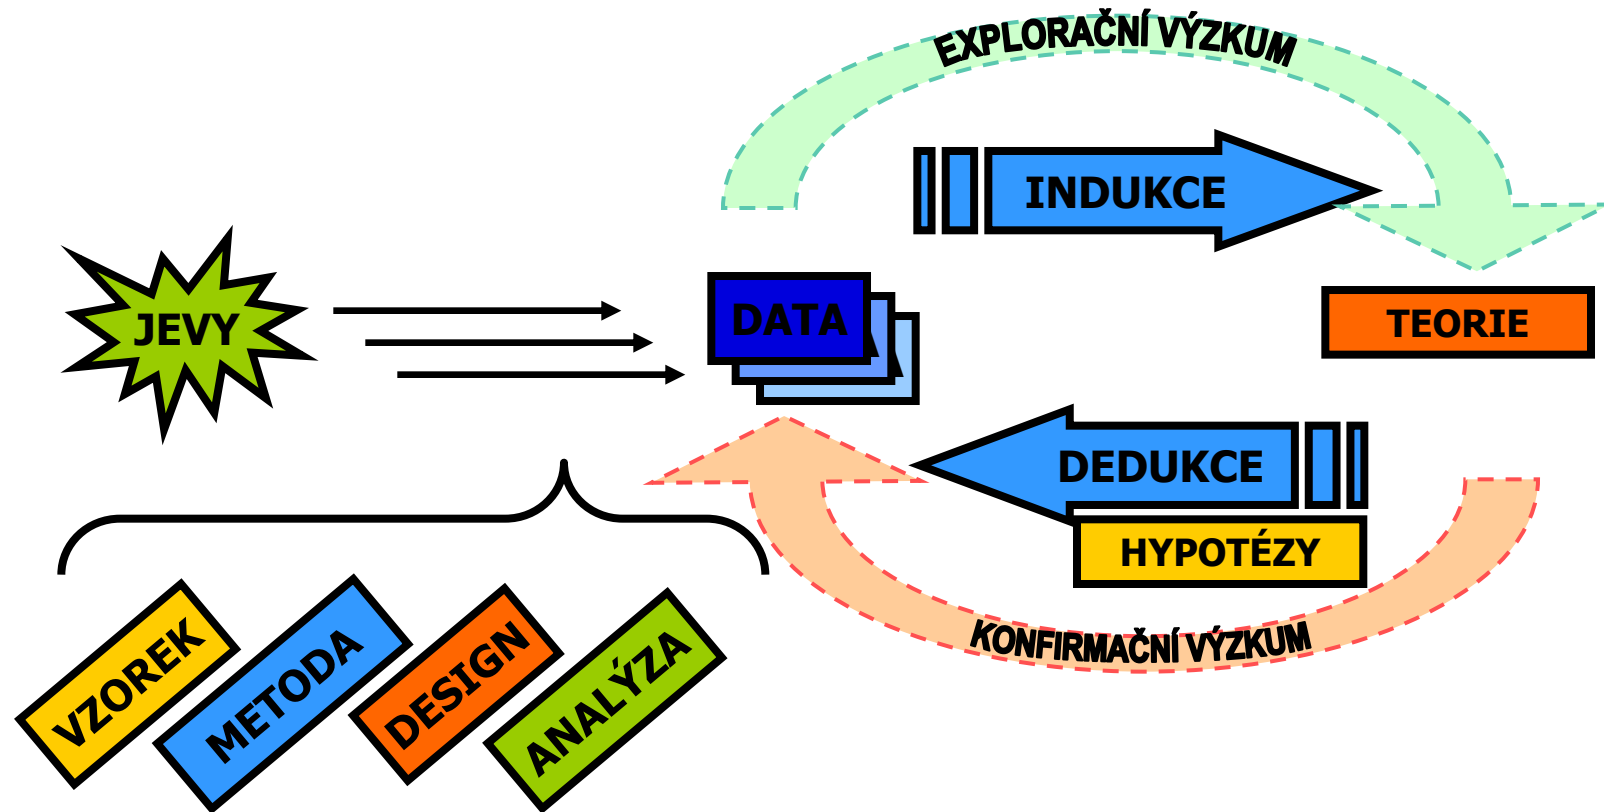 EXPLORAČNÍ VÝZKUM
INDUKCE
JEVY
DATA
TEORIE
DEDUKCE
HYPOTÉZY
KONFIRMAČNÍ VÝZKUM
VZOREK
METODA
DESIGN
ANALÝZA